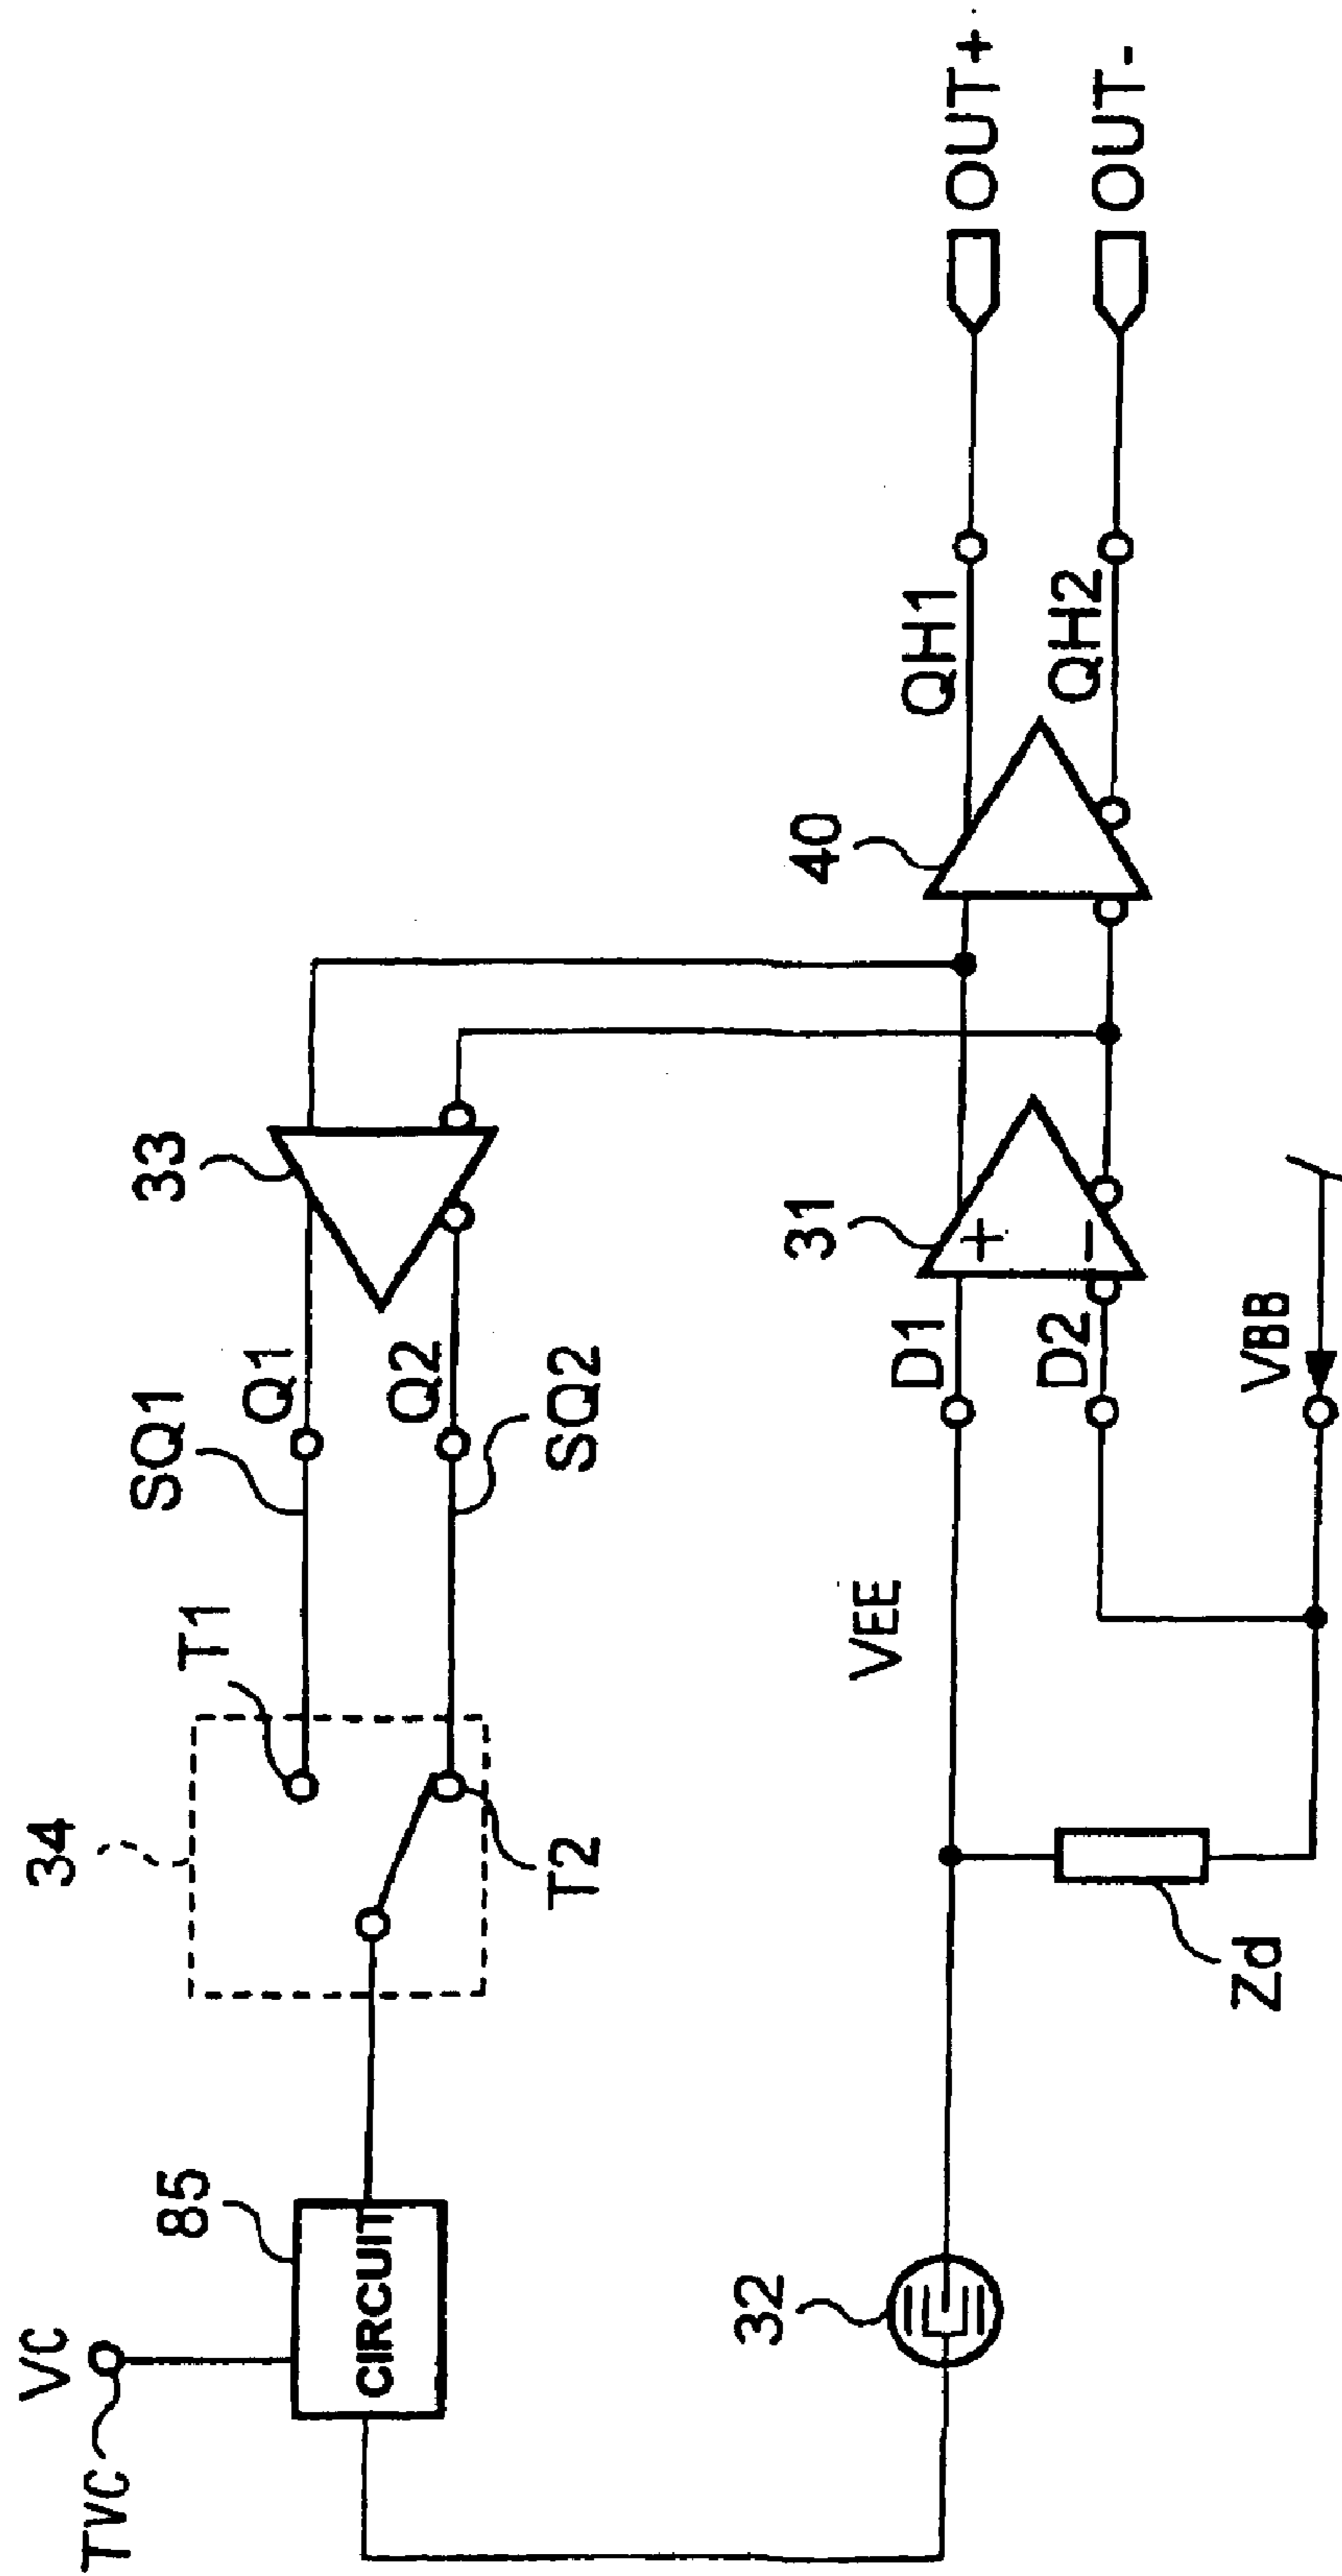 TVC
VC
85
CIRCUIT
34
T1
T2
SQ1
SQ2
Q1
Q2
33
32
Zd
VEE
VBB
D1
D2
31
+
−
40
QH1
QH2
OUT+
OUT-